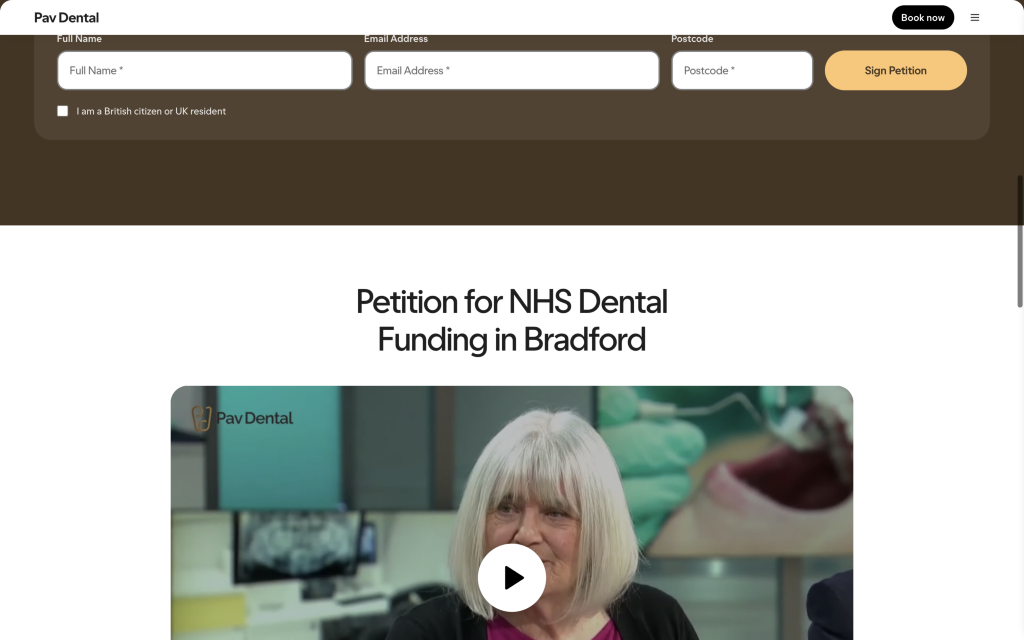 Pav Dental
Book now
Full Name
Email Address
Postcode
Full Name *
Email Address *
Postcode *
Sign Petition
I am a British citizen or UK resident
Petition for NHS Dental
Funding in Bradford
Pav Dental